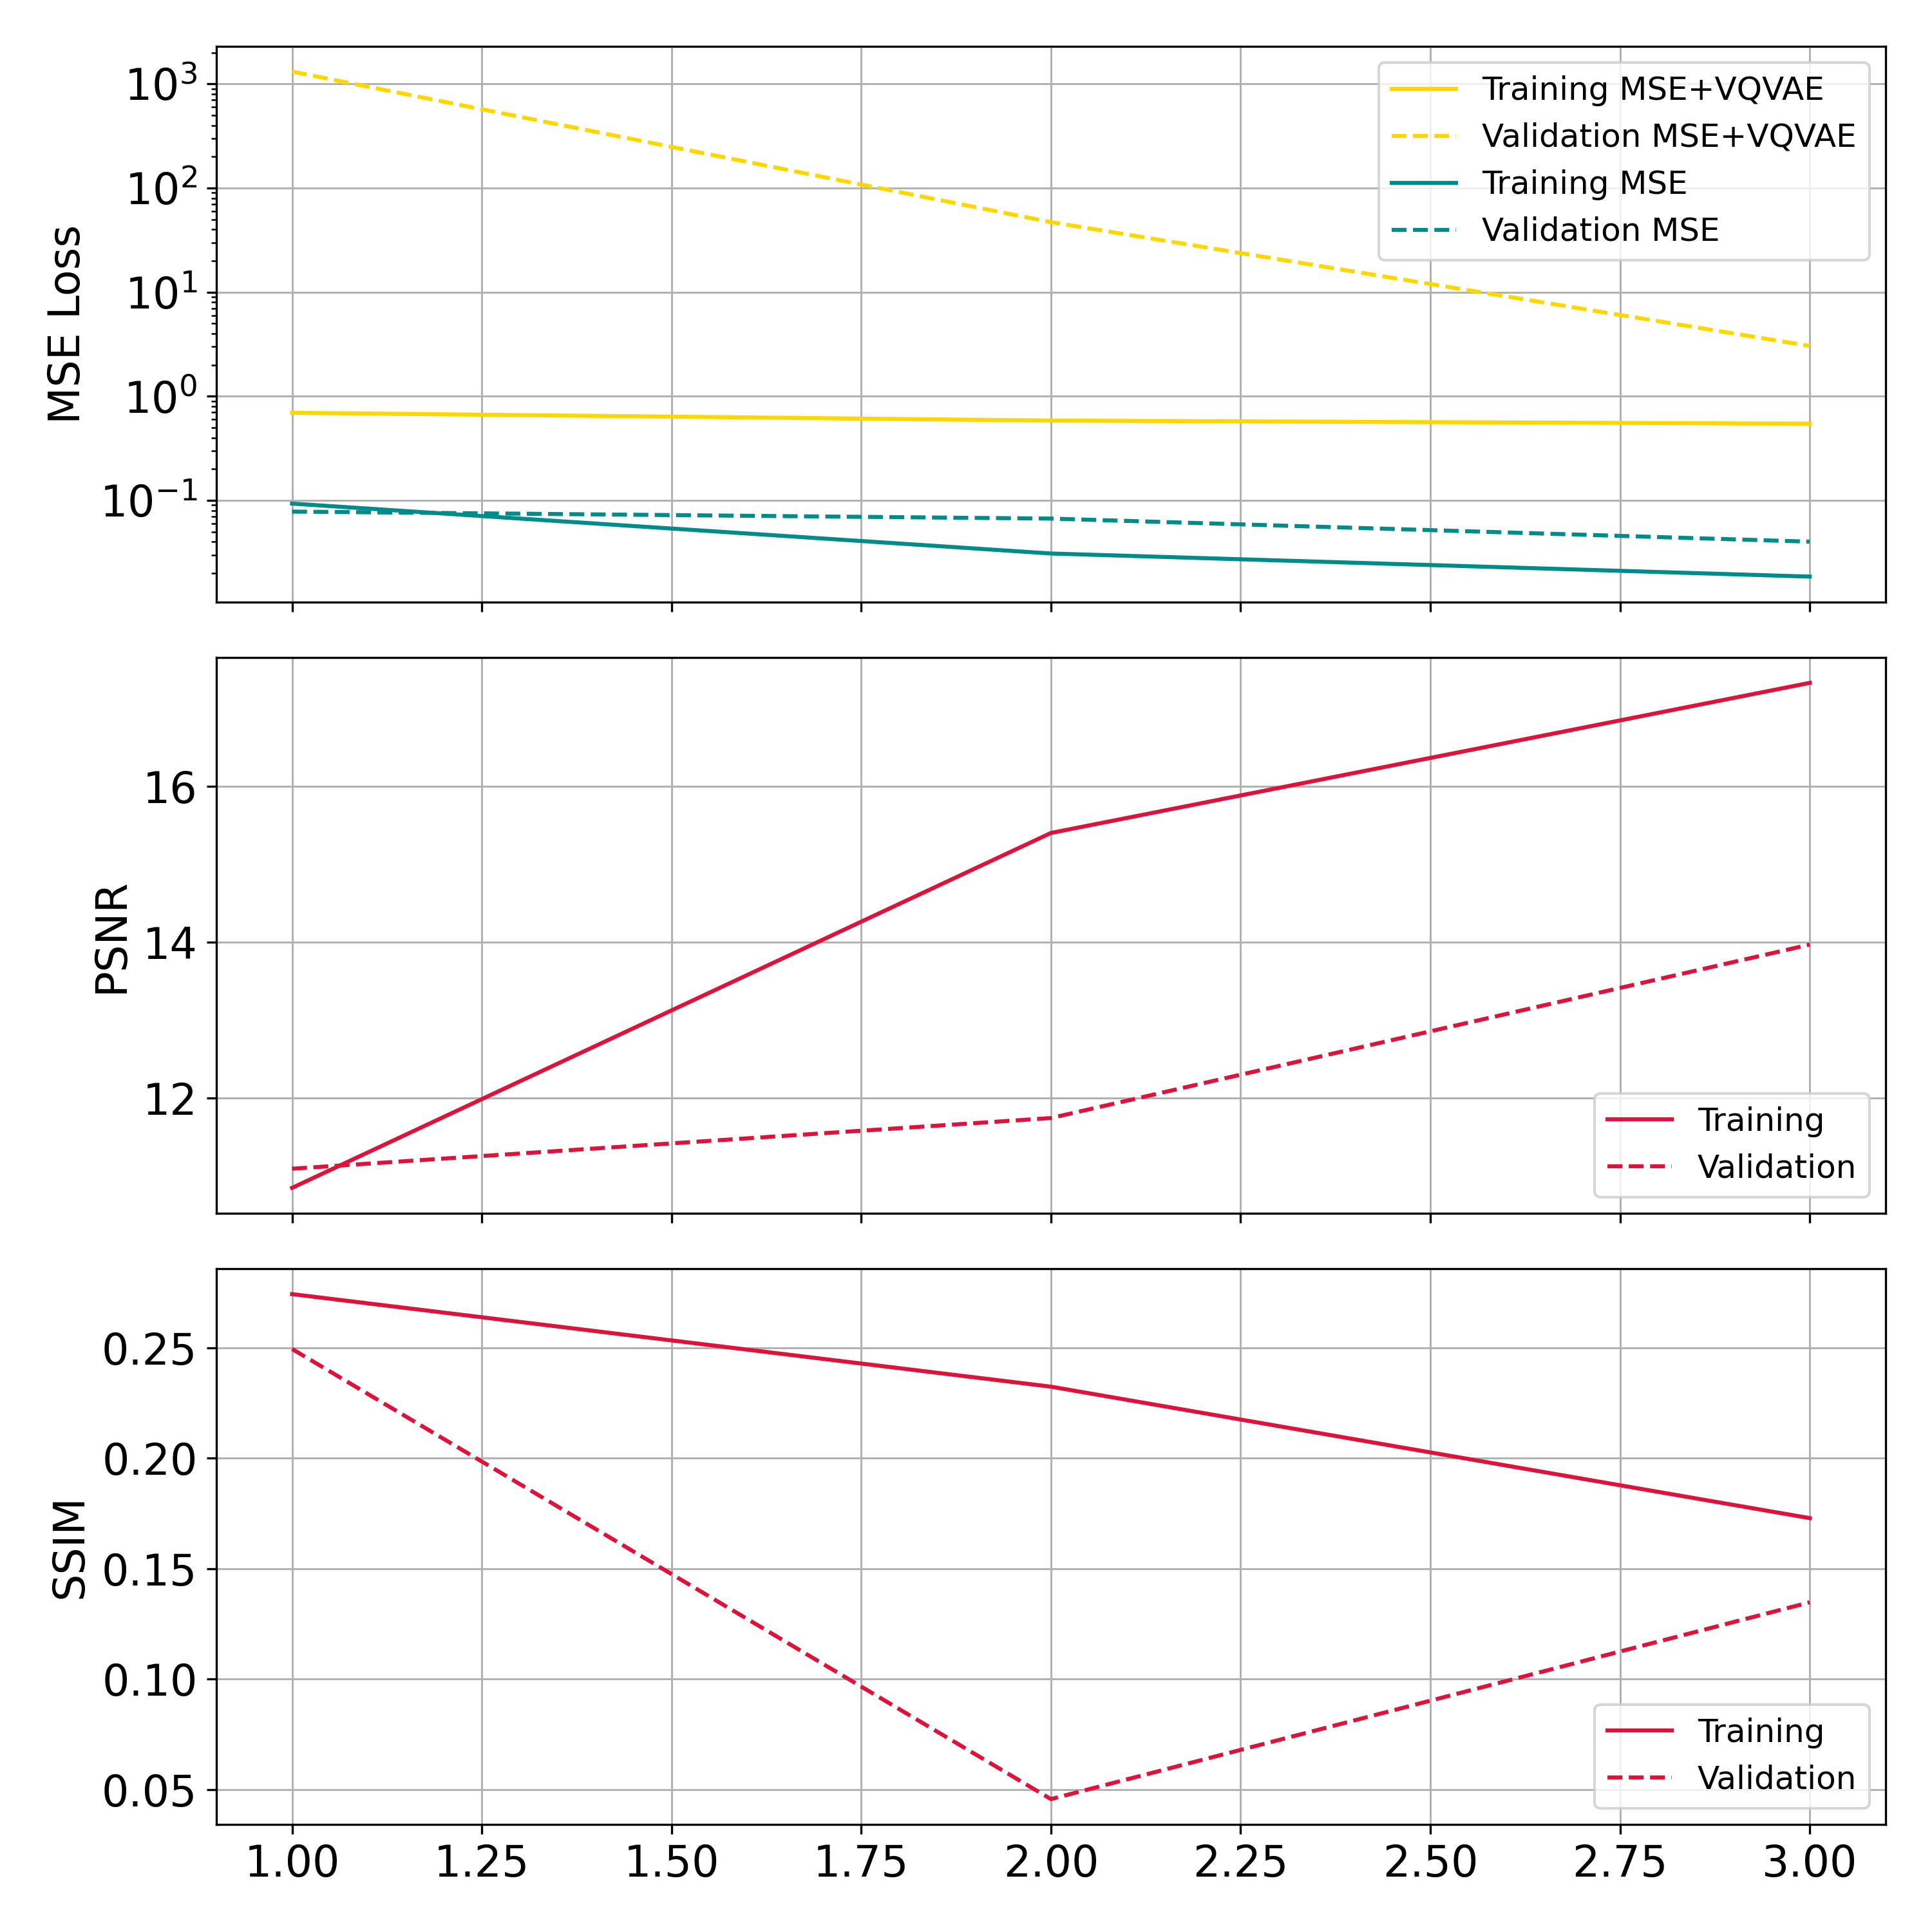 MSE Loss
10³
10²
10¹
10⁰
10⁻¹
Training MSE+VQVAE
Validation MSE+VQVAE
Training MSE
Validation MSE
PSNR
16
14
12
Training
Validation
SSIM
0.25
0.20
0.15
0.10
0.05
Training
Validation
1.00 1.25 1.50 1.75 2.00 2.25 2.50 2.75 3.00